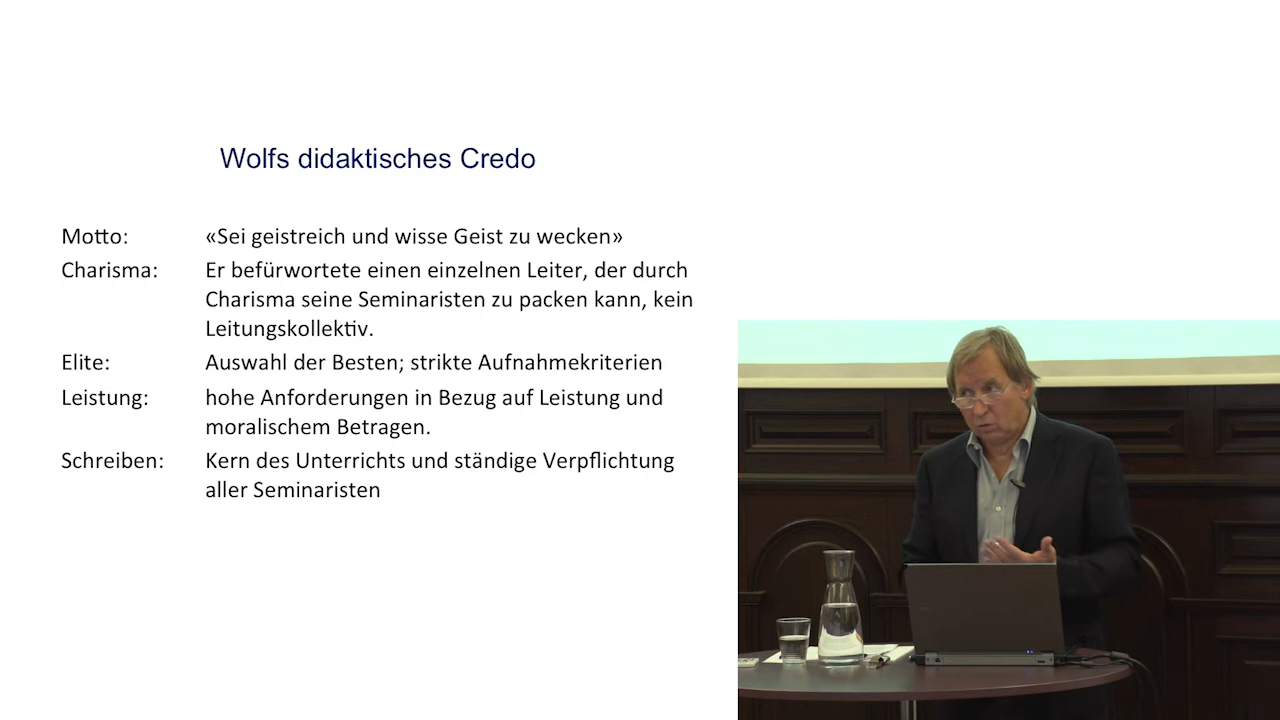 Wolfs didaktisches Credo
Motto: «Sei geistreich und wisse Geist zu wecken»
Charisma: Er befürwortete einen einzelnen Leiter, der durch
Charisma seine Seminaristen zu packen kann, kein
Leitungskollektiv.
Elite: Auswahl der Besten; strikte Aufnahmekriterien
Leistung: hohe Anforderungen in Bezug auf Leistung und
moralischem Betragen.
Schreiben: Kern des Unterrichts und ständige Verpflichtung
aller Seminaristen